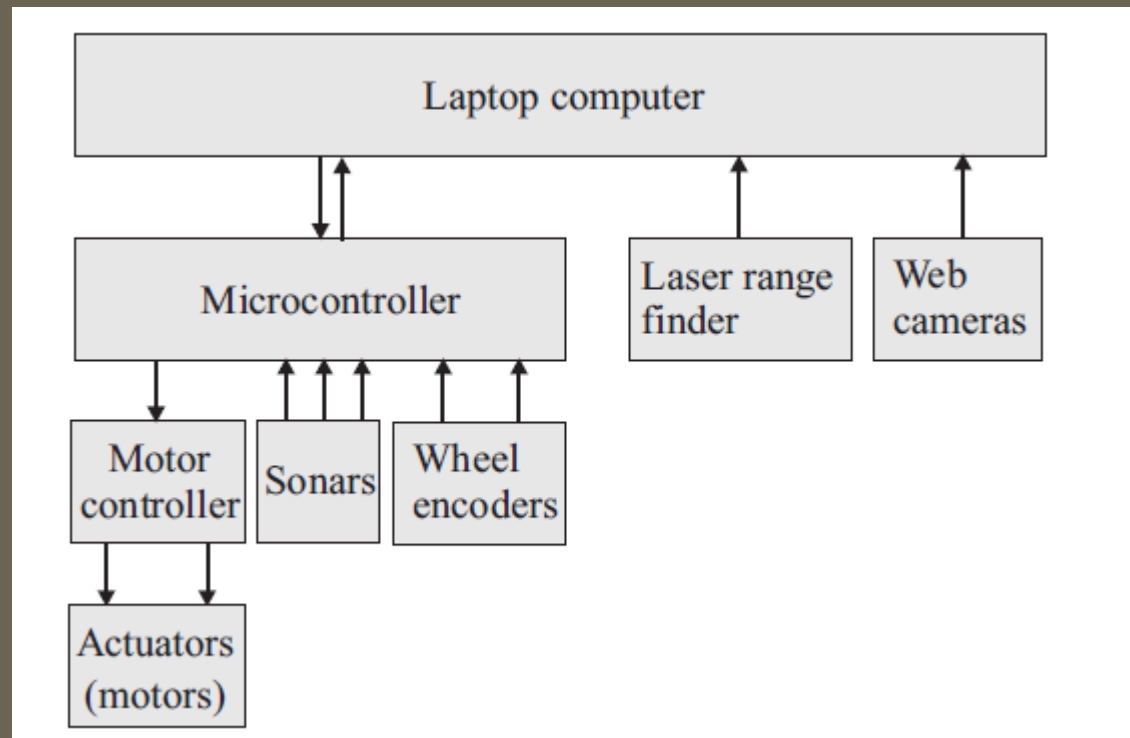 Laptop computer
Microcontroller
Laser range
finder
Web
cameras
Motor
controller
Sonars
Wheel
encoders
Actuators
(motors)